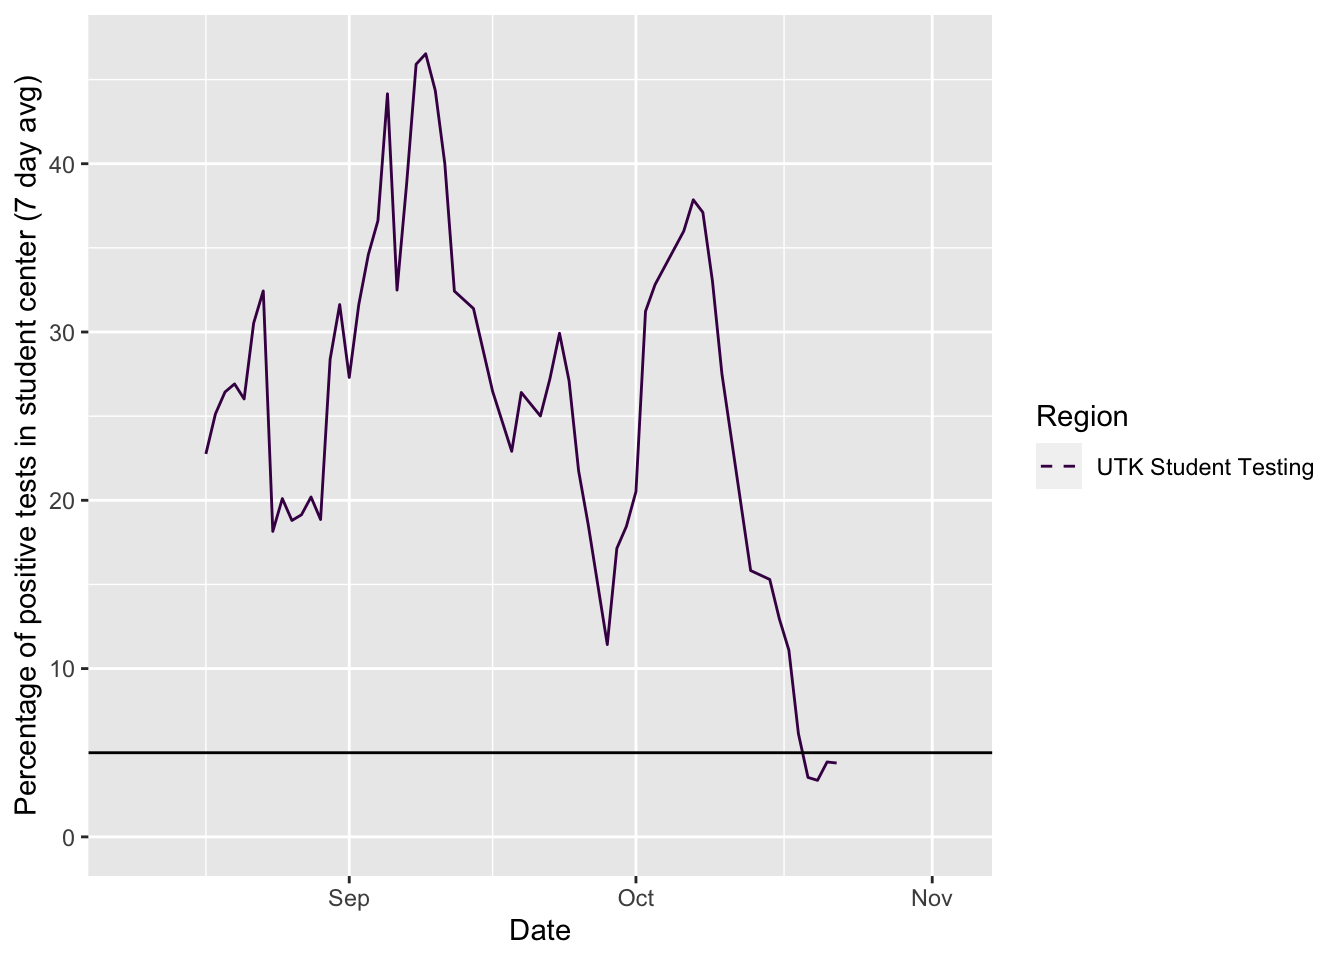 Percentage of positive tests in student center (7 day avg)
40
30
20
10
0
Sep
Oct
Nov
Date
Region
UTK Student Testing